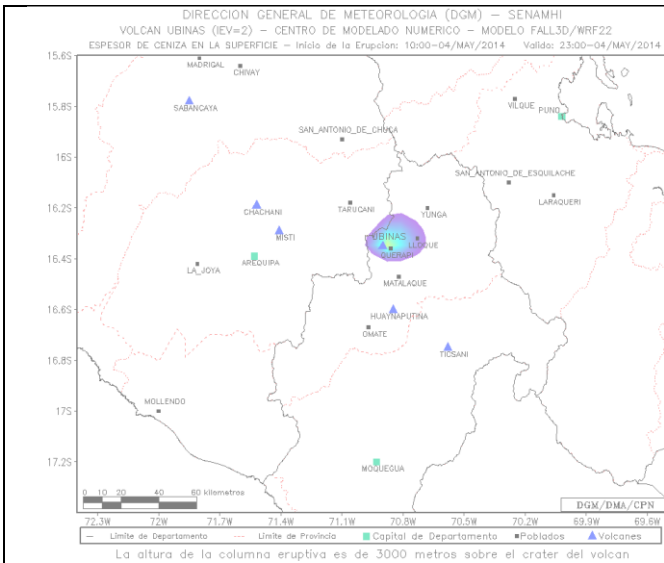 DIRECCION GENERAL DE METEOROLOGIA (DGM) – SENAMHI
VOLCAN UBINAS (IEV=2) – CENTRO DE MODELADO NUMERICO – MODELO FALL3D/WRF22
ESPESOR DE CENIZA EN LA SUPERFICIE – Inicio de la Erupcion: 10:00–04/MAY/2014 Valido: 23:00–04/MAY/2014
15.6S
MADRIGAL
CHIVAY
15.8S
SABANCAYA
VILQUE
PUNO
SAN_ANTONIO_DE_CHUCA
16S
SAN_ANTONIO_DE_ESQUILACHE
LARAQUERI
16.2S
CHACHANI
TARUCANI
YUNGA
MISTI
UBINAS
LLOQUE
QUERAPI
16.4S
AREQUIPA
LA_JOYA
MATALAQUE
16.6S
HUAYNAPUTINA
OMATE
16.8S
TICSANI
MOLLENDO
17S
17.2S
MOQUEGUA
0 10 20 40 60 kilometros
DGM/DMA/CPN
72.3W 72W 71.7W 71.4W 71.1W 70.8W 70.5W 70.2W 69.9W 69.6W
Limite de Departamento Limite de Provincia Capital de Departamento Poblados Volcanes
La altura de la columna eruptiva es de 3000 metros sobre el crater del volcan